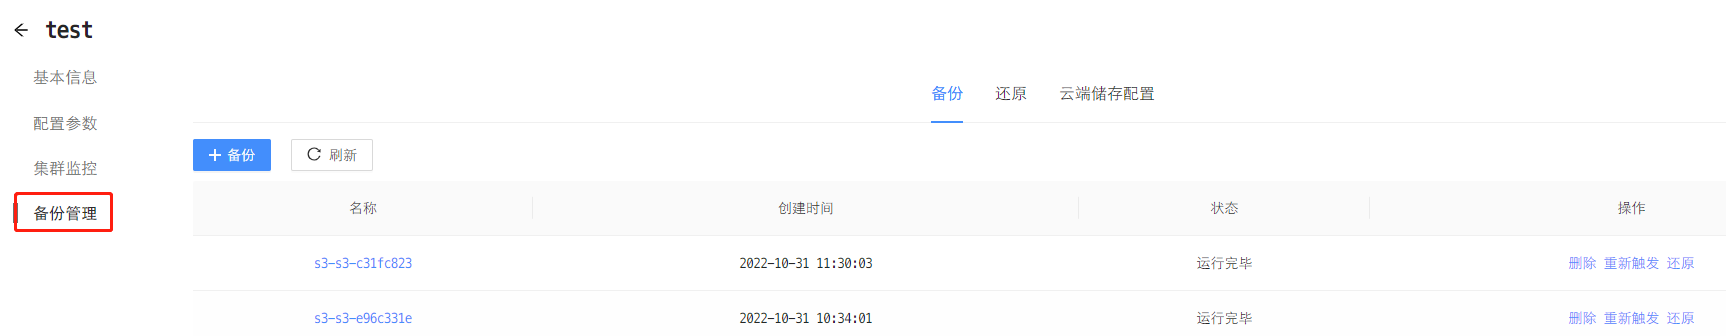 test
基本信息
配置参数
集群监控
备份管理
备份 还原 云端储存配置
备份 刷新
名称 创建时间 状态 操作
s3-s3-c31fc823 2022-10-31 11:30:03 运行完毕 删除 重新触发 还原
s3-s3-e96c331e 2022-10-31 10:34:01 运行完毕 删除 重新触发 还原